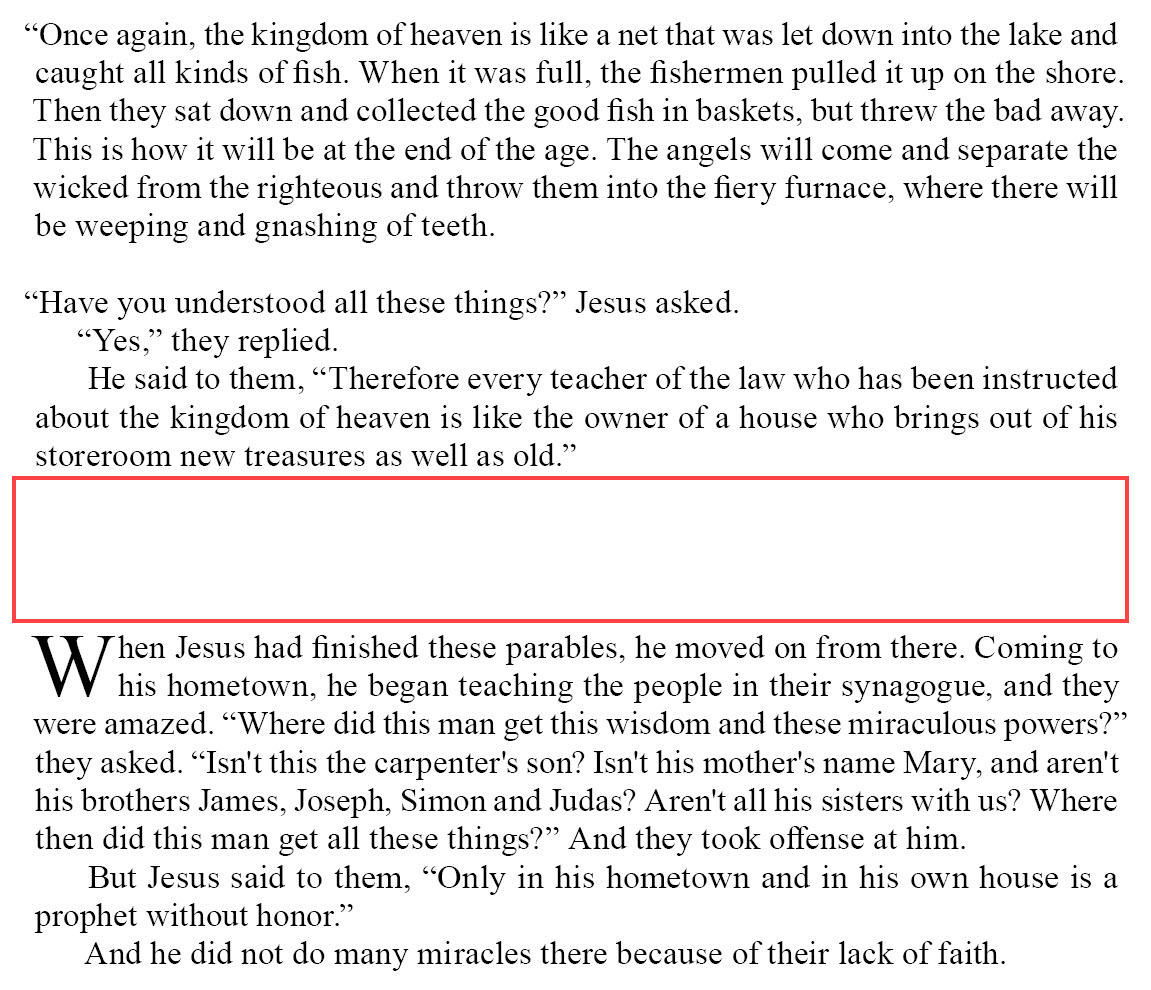 “Once again, the kingdom of heaven is like a net that was let down into the lake and
caught all kinds of fish. When it was full, the fishermen pulled it up on the shore.
Then they sat down and collected the good fish in baskets, but threw the bad away.
This is how it will be at the end of the age. The angels will come and separate the
wicked from the righteous and throw them into the fiery furnace, where there will
be weeping and gnashing of teeth.
“Have you understood all these things?” Jesus asked.
“Yes,” they replied.
He said to them, “Therefore every teacher of the law who has been instructed
about the kingdom of heaven is like the owner of a house who brings out of his
storeroom new treasures as well as old.”
When Jesus had finished these parables, he moved on from there. Coming to
his hometown, he began teaching the people in their synagogue, and they
were amazed. “Where did this man get this wisdom and these miraculous powers?”
they asked. “Isn't this the carpenter's son? Isn't his mother's name Mary, and aren't
his brothers James, Joseph, Simon and Judas? Aren't all his sisters with us? Where
then did this man get all these things?” And they took offense at him.
But Jesus said to them, “Only in his hometown and in his own house is a
prophet without honor.”
And he did not do many miracles there because of their lack of faith.